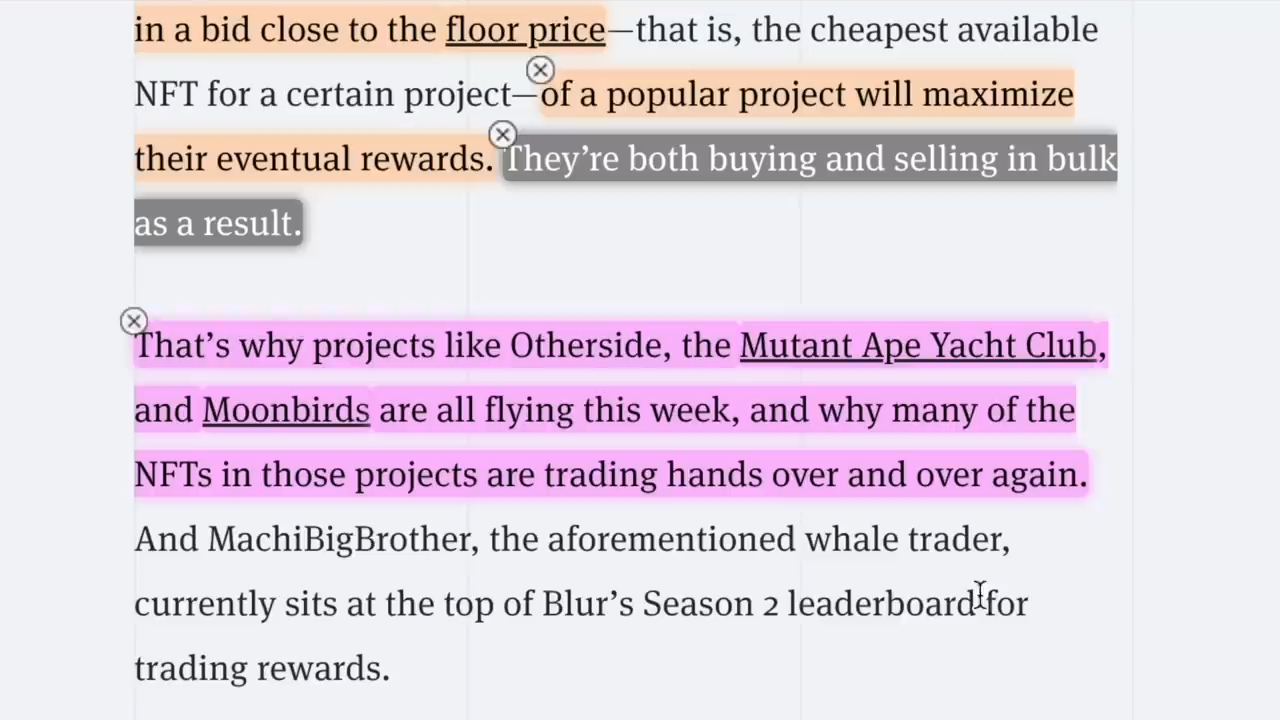 in a bid close to the floor price—that is, the cheapest available
NFT for a certain project—of a popular project will maximize
their eventual rewards. They’re both buying and selling in bulk
as a result.
That’s why projects like Otherside, the Mutant Ape Yacht Club,
and Moonbirds are all flying this week, and why many of the
NFTs in those projects are trading hands over and over again.
And MachiBigBrother, the aforementioned whale trader,
currently sits at the top of Blur’s Season 2 leaderboard for
trading rewards.